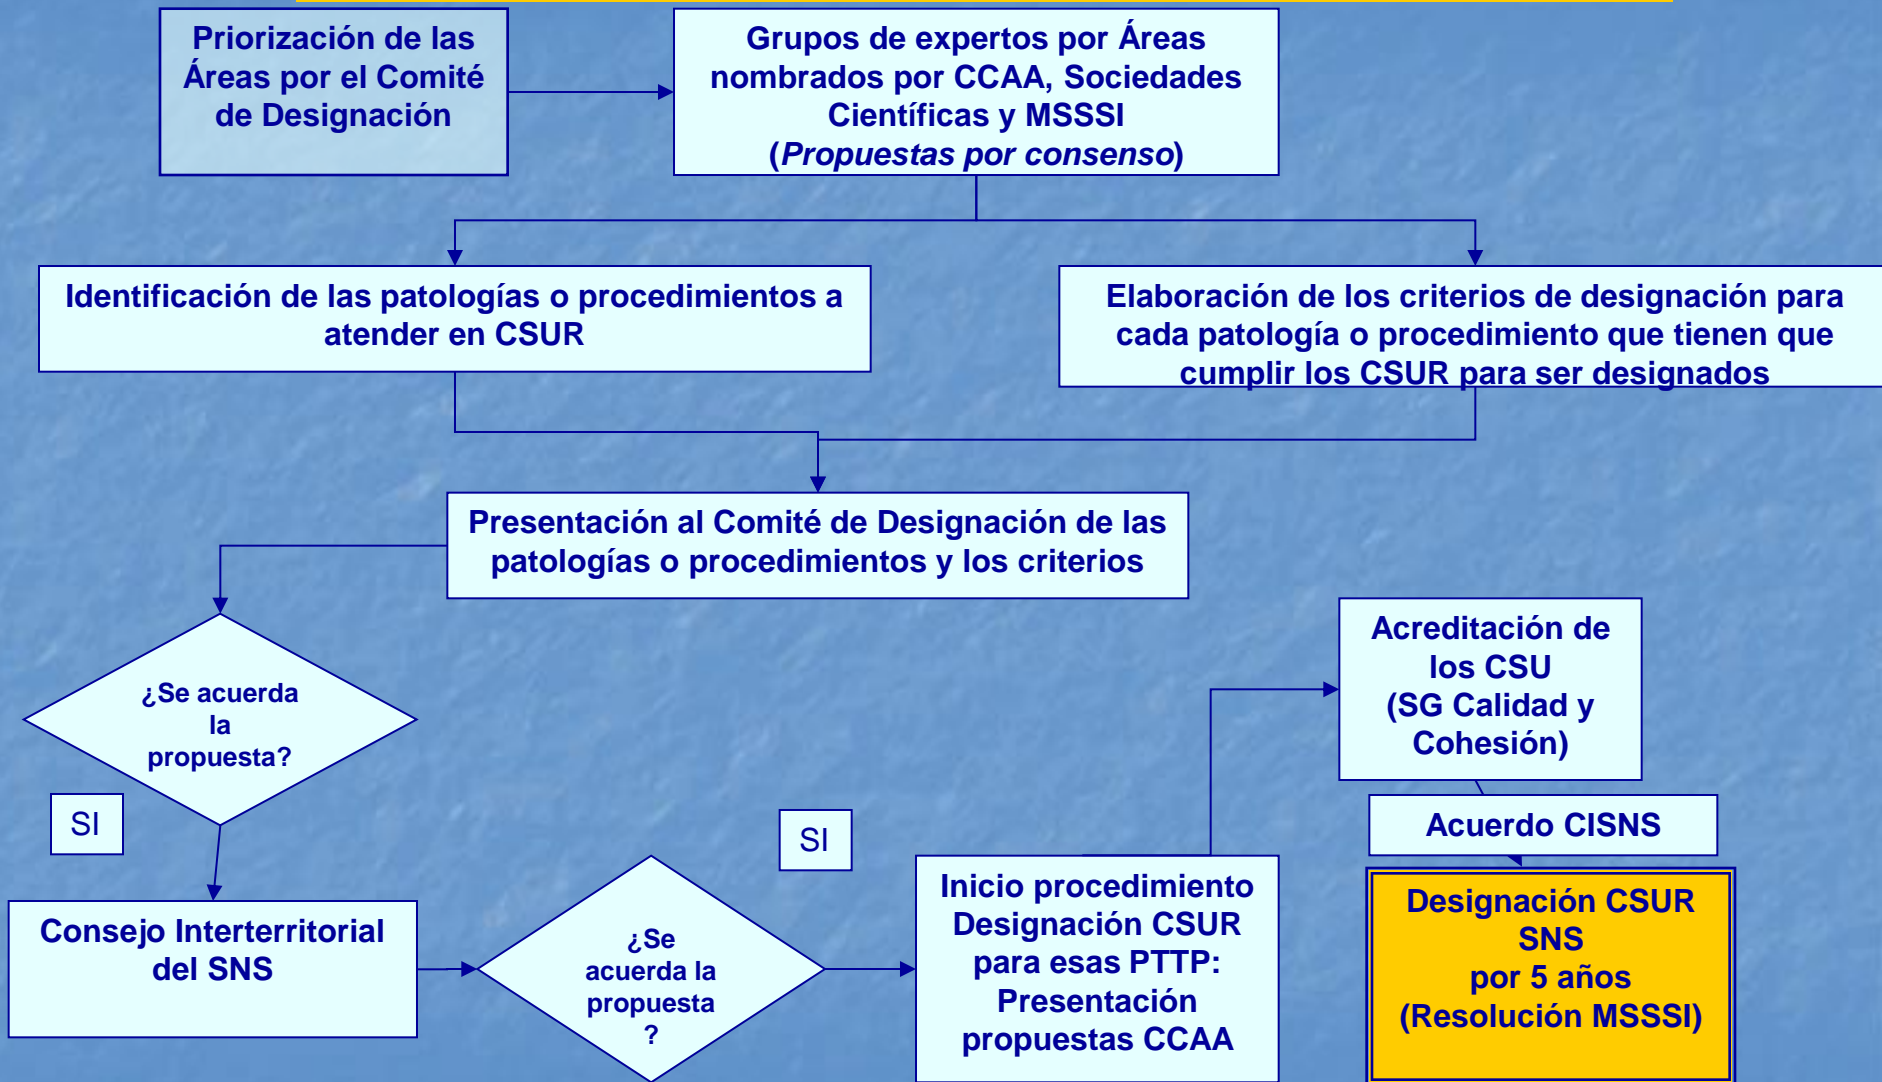 Priorización de las
Áreas por el Comité
de Designación
Grupos de expertos por Áreas
nombrados por CCAA, Sociedades
Científicas y MSSSI
(Propuestas por consenso)
Identificación de las patologías o procedimientos a
atender en CSUR
Elaboración de los criterios de designación para
cada patología o procedimiento que tienen que
cumplir los CSUR para ser designados
Presentación al Comité de Designación de las
patologías o procedimientos y los criterios
¿Se acuerda
la
propuesta?
SI
Consejo Interterritorial
del SNS
¿Se
acuerda la
propuesta
?
SI
Inicio procedimiento
Designación CSUR
para esas PTTP:
Presentación
propuestas CCAA
Acreditación de
los CSU
(SG Calidad y
Cohesión)
Acuerdo CISNS
Designación CSUR
SNS
por 5 años
(Resolución MSSSI)